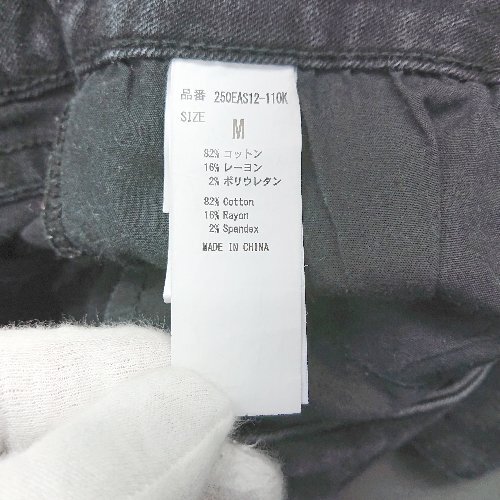 品番 250EAS12-110K
SIZE
M
82% コットン
16% レーヨン
2% ポリウレタン
82% Cotton
16% Rayon
2% Spandex
MADE IN CHINA